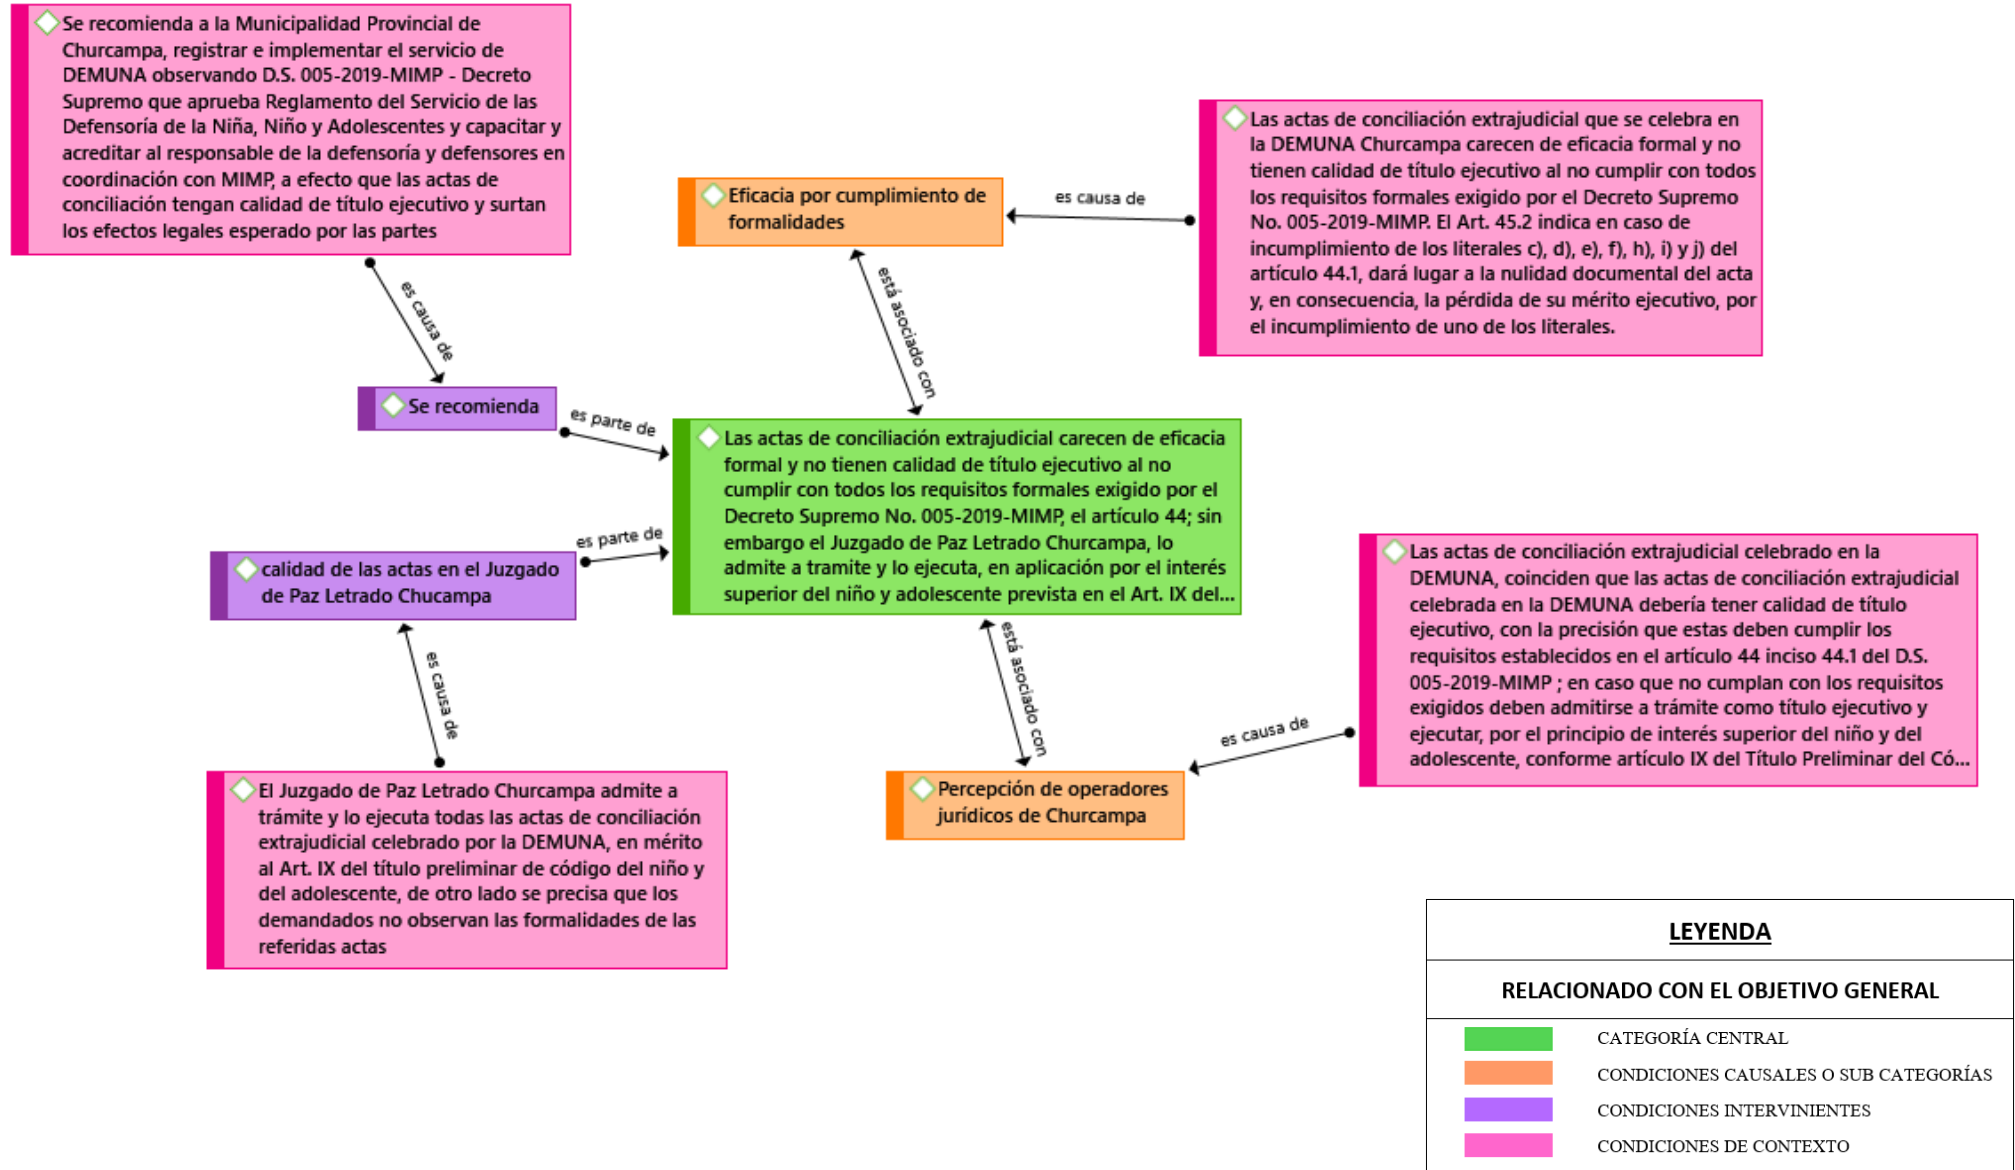 Se recomienda a la Municipalidad Provincial de
Churcampa, registrar e implementar el servicio de
DEMUNA observando D.S. 005-2019-MIMP - Decreto
Supremo que aprueba Reglamento del Servicio de las
Defensoría de la Niña, Niño y Adolescentes y capacitar y
acreditar al responsable de la defensoría y defensores en
coordinación con MIMP, a efecto que las actas de
conciliación tengan calidad de título ejecutivo y surtan
los efectos legales esperado por las partes
Las actas de conciliación extrajudicial que se celebra en
la DEMUNA Churcampa carecen de eficacia formal y no
tienen calidad de título ejecutivo al no cumplir con todos
los requisitos formales exigido por el Decreto Supremo
No. 005-2019-MIMP. El Art. 45.2 indica en caso de
incumplimiento de los literales c), d), e), f), h), i) y j) del
artículo 44.1, dará lugar a la nulidad documental del acta
y, en consecuencia, la pérdida de su mérito ejecutivo, por
el incumplimiento de uno de los literales.
Eficacia por cumplimiento de
formalidades
es causa de
es causa de
está asociado con
Se recomienda
es parte de
Las actas de conciliación extrajudicial carecen de eficacia
formal y no tienen calidad de título ejecutivo al no
cumplir con todos los requisitos formales exigido por el
Decreto Supremo No. 005-2019-MIMP, el artículo 44; sin
embargo el Juzgado de Paz Letrado Churcampa, lo
admite a tramite y lo ejecuta, en aplicación por el interés
superior del niño y adolescente prevista en el Art. IX del...
es parte de
calidad de las actas en el Juzgado
de Paz Letrado Chucampa
Las actas de conciliación extrajudicial celebrado en la
DEMUNA, coinciden que las actas de conciliación extrajudicial
celebrada en la DEMUNA debería tener calidad de título
ejecutivo, con la precisión que estas deben cumplir los
requisitos establecidos en el artículo 44 inciso 44.1 del D.S.
005-2019-MIMP ; en caso que no cumplan con los requisitos
exigidos deben admitirse a trámite como título ejecutivo y
ejecutar, por el principio de interés superior del niño y del
adolescente, conforme artículo IX del Título Preliminar del Có...
es causa de
está asociado con
es causa de
El Juzgado de Paz Letrado Churcampa admite a
trámite y lo ejecuta todas las actas de conciliación
extrajudicial celebrado por la DEMUNA, en mérito
al Art. IX del título preliminar de código del niño y
del adolescente, de otro lado se precisa que los
demandados no observan las formalidades de las
referidas actas
Percepción de operadores
jurídicos de Churcampa
LEYENDA
RELACIONADO CON EL OBJETIVO GENERAL
CATEGORÍA CENTRAL
CONDICIONES CAUSALES O SUB CATEGORÍAS
CONDICIONES INTERVINIENTES
CONDICIONES DE CONTEXTO